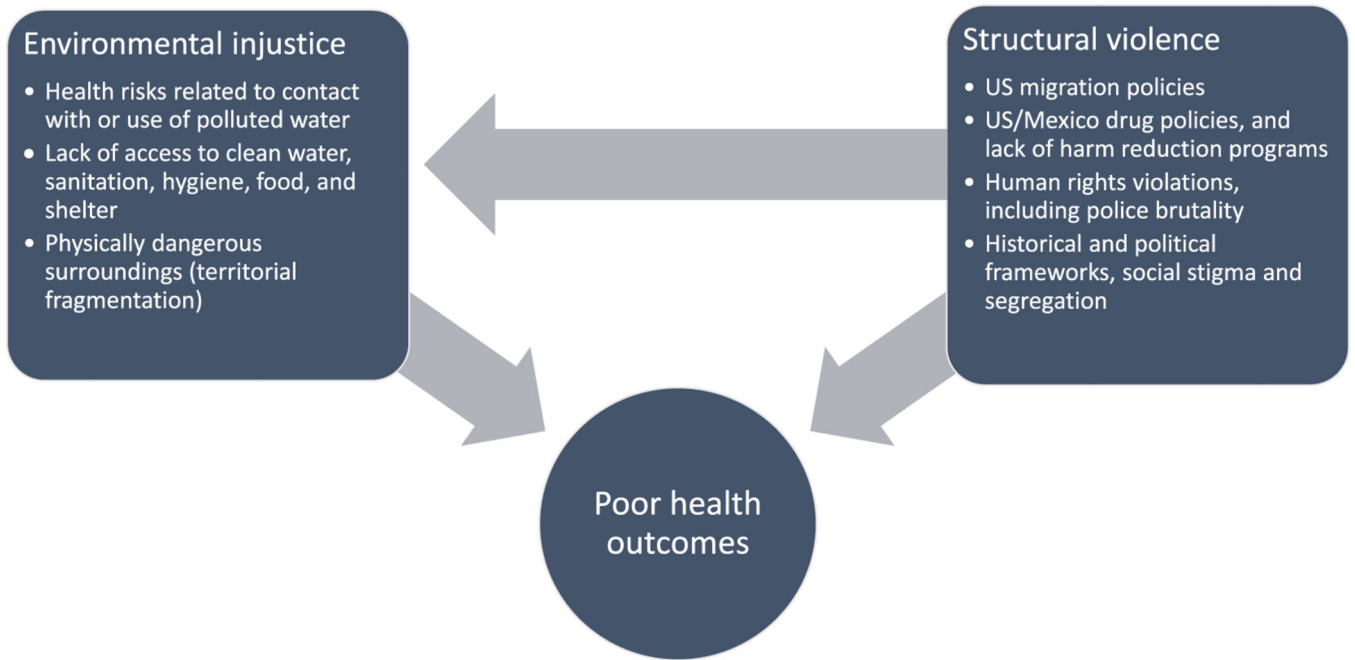 Environmental injustice
• Health risks related to contact
with or use of polluted water
• Lack of access to clean water,
sanitation, hygiene, food, and
shelter
• Physically dangerous
surroundings (territorial
fragmentation)
Structural violence
• US migration policies
• US/Mexico drug policies, and
lack of harm reduction programs
• Human rights violations,
including police brutality
• Historical and political
frameworks, social stigma and
segregation
Poor health
outcomes